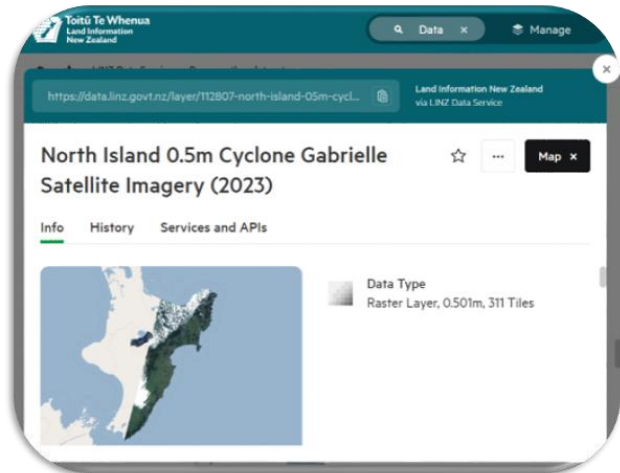 Toitū Te Whenua
Land Information
New Zealand
Data ×
Manage
×
https://data.linz.govt.nz/layer/112807-north-island-05m-cycl...
Land Information New Zealand
via LINZ Data Service
North Island 0.5m Cyclone Gabrielle
Satellite Imagery (2023)
...
Map ×
Info History Services and APIs
Data Type
Raster Layer, 0.501m, 311 Tiles